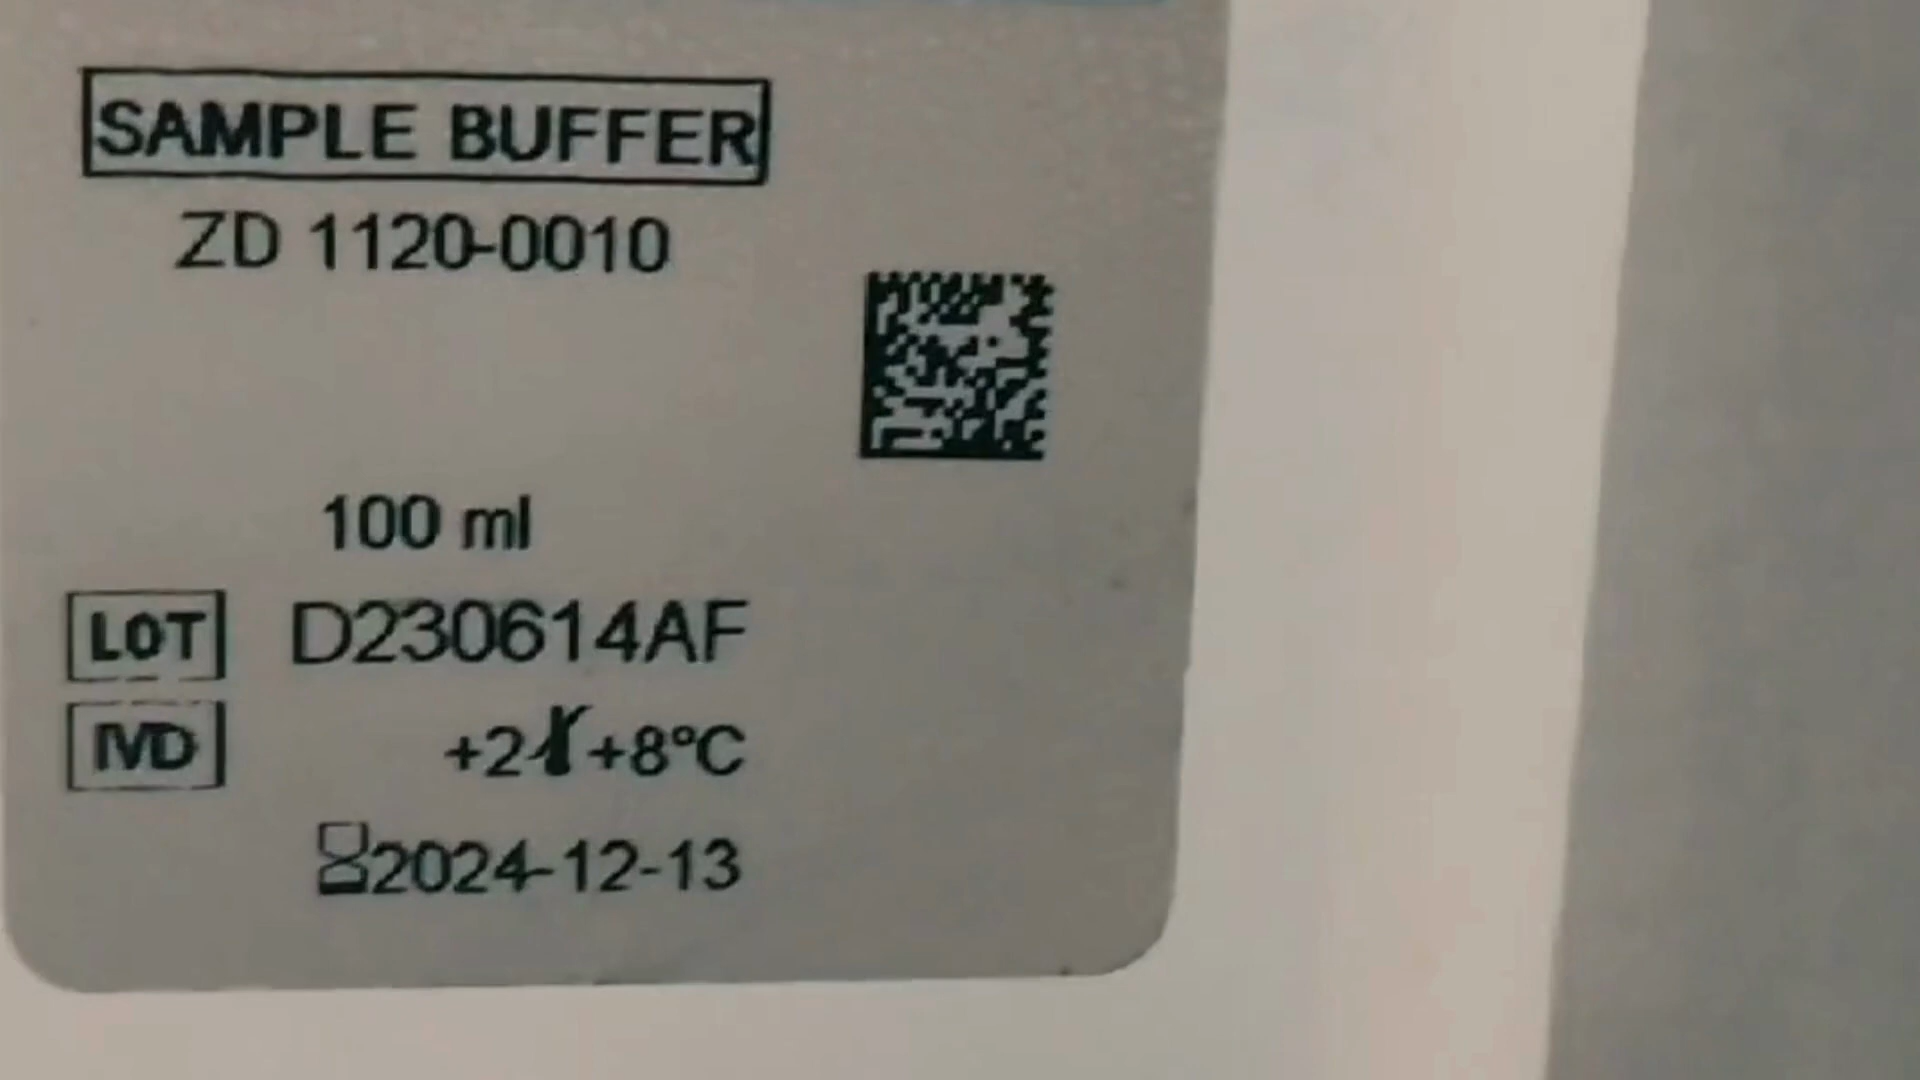 SAMPLE BUFFER
ZD 1120-0010
100 ml
LOT D230614AF
IVD +2 +8°C
2024-12-13